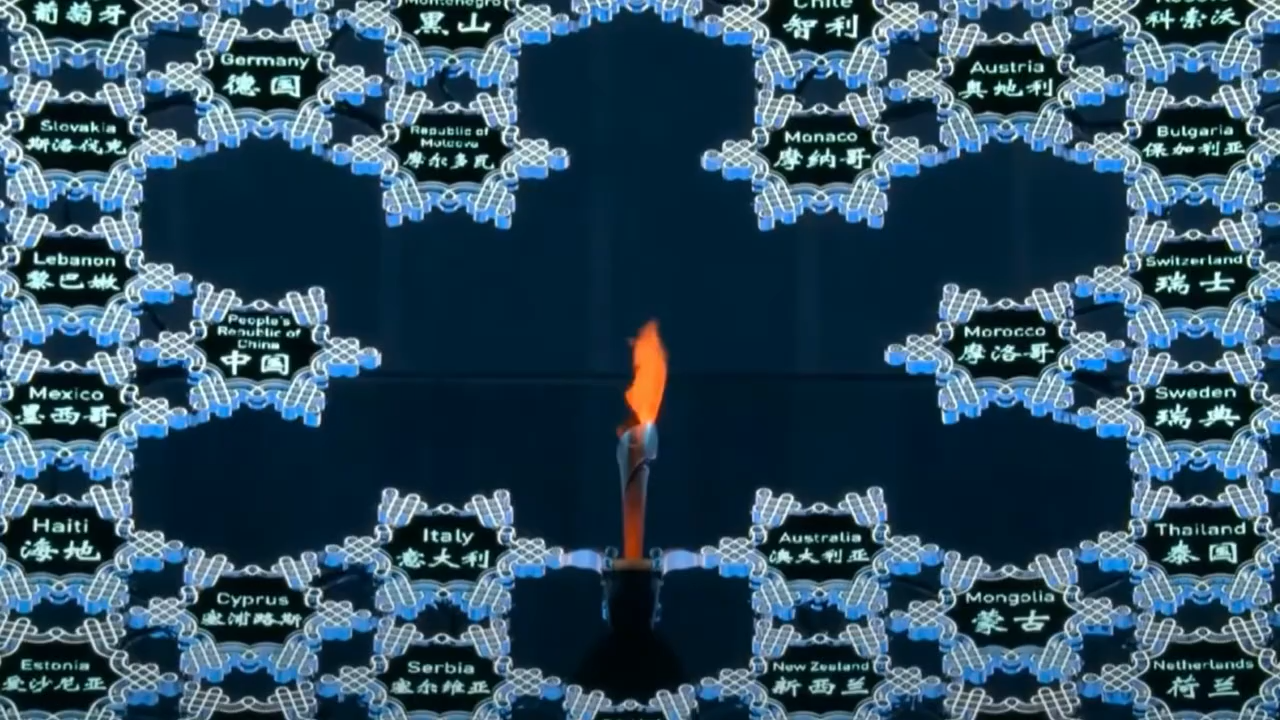 葡萄牙
Montenegro
黑山
Chile
智利
科索沃
Germany
德国
Austria
奥地利
Slovakia
斯洛伐克
Republic of
Moldova
摩尔多瓦
Monaco
摩纳哥
Bulgaria
保加利亚
Lebanon
黎巴嫩
Switzerland
瑞士
People's
Republic of
China
中国
Morocco
摩洛哥
Mexico
墨西哥
Sweden
瑞典
Haiti
海地
Italy
意大利
Australia
澳大利亚
Thailand
泰国
Cyprus
塞浦路斯
Mongolia
蒙古
Estonia
爱沙尼亚
Serbia
塞尔维亚
New Zealand
新西兰
Netherlands
荷兰